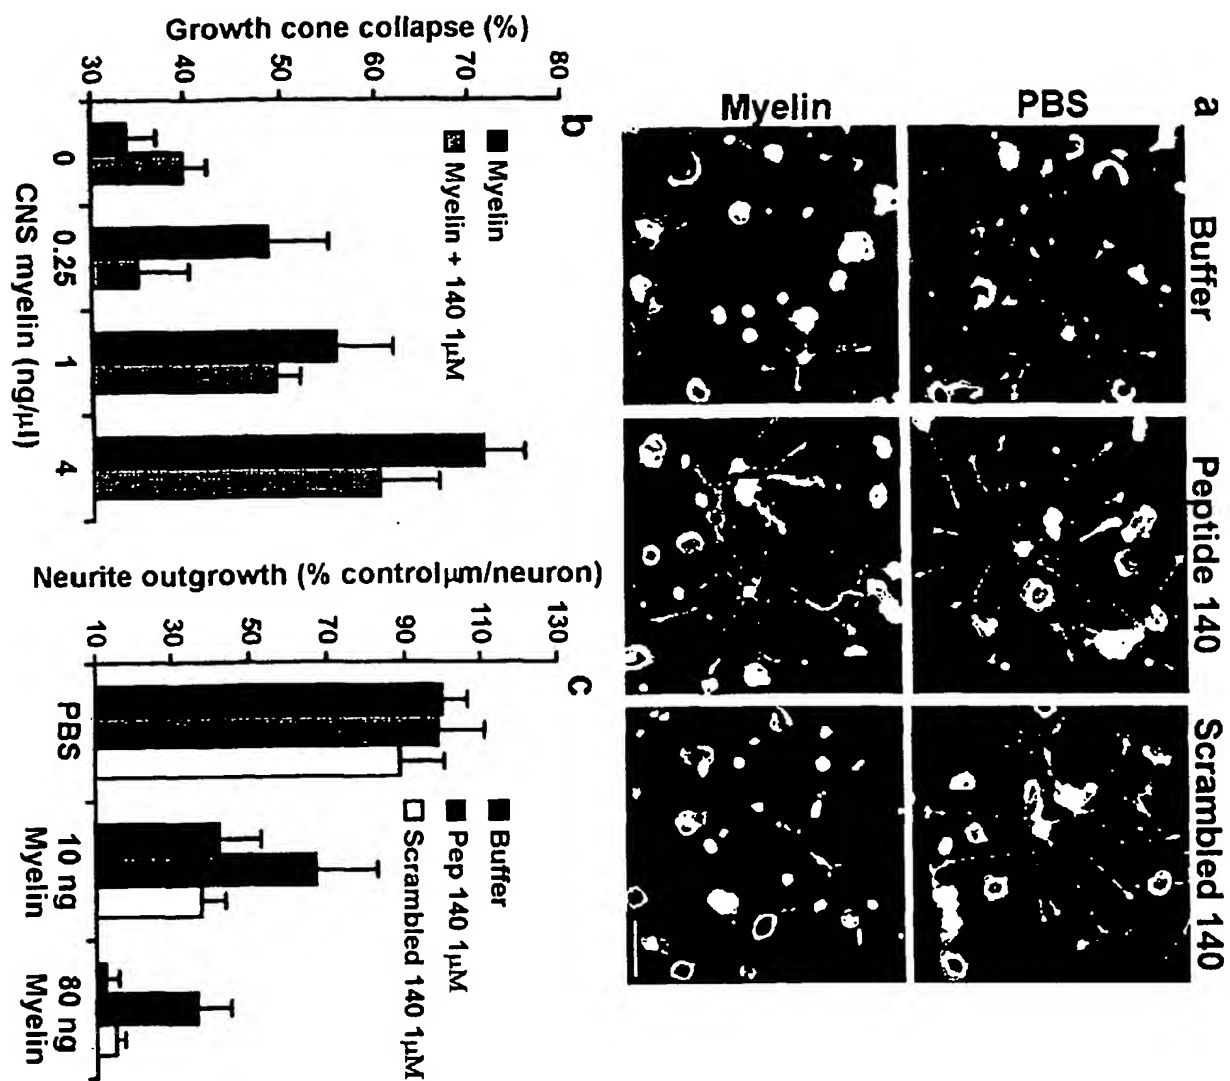 a
Buffer
Peptide 140
Scrambled 140
PBS
Myelin
b
Growth cone collapse (%)
80
70
60
50
40
30
Myelin
Myelin + 140 1μM
0
0.25
1
4
CNS myelin (ng/μl)
c
Neurite outgrowth (% controlμm/neuron)
130
110
90
70
50
30
10
Buffer
Pep 140 1μM
Scrambled 140 1μM
PBS
10 ng
Myelin
80 ng
Myelin